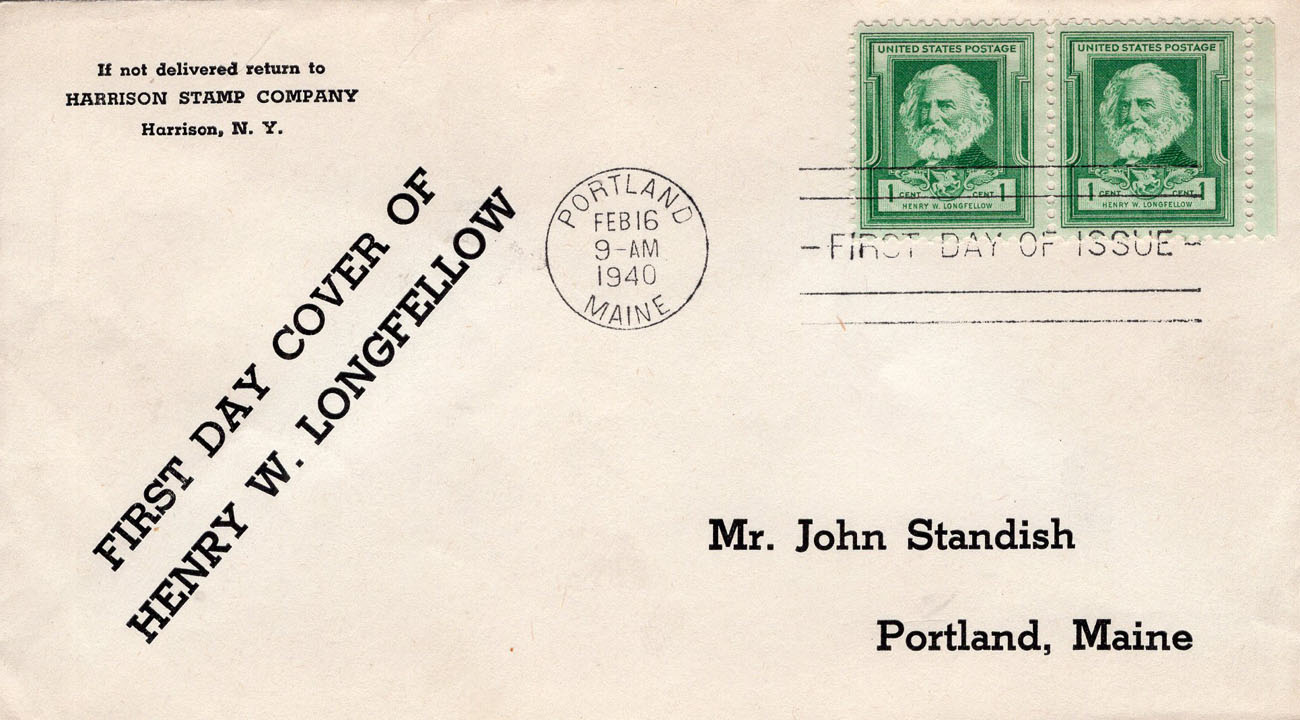 If not delivered return to
HARRISON STAMP COMPANY
Harrison, N. Y.
FIRST DAY COVER OF
HENRY W. LONGFELLOW
PORTLAND
FEB 16
9-AM
1940
MAINE
UNITED STATES POSTAGE
1 CENT CENT 1
HENRY W. LONGFELLOW
UNITED STATES POSTAGE
1 CENT CENT 1
HENRY W. LONGFELLOW
-FIRST DAY OF ISSUE-
Mr. John Standish
Portland, Maine